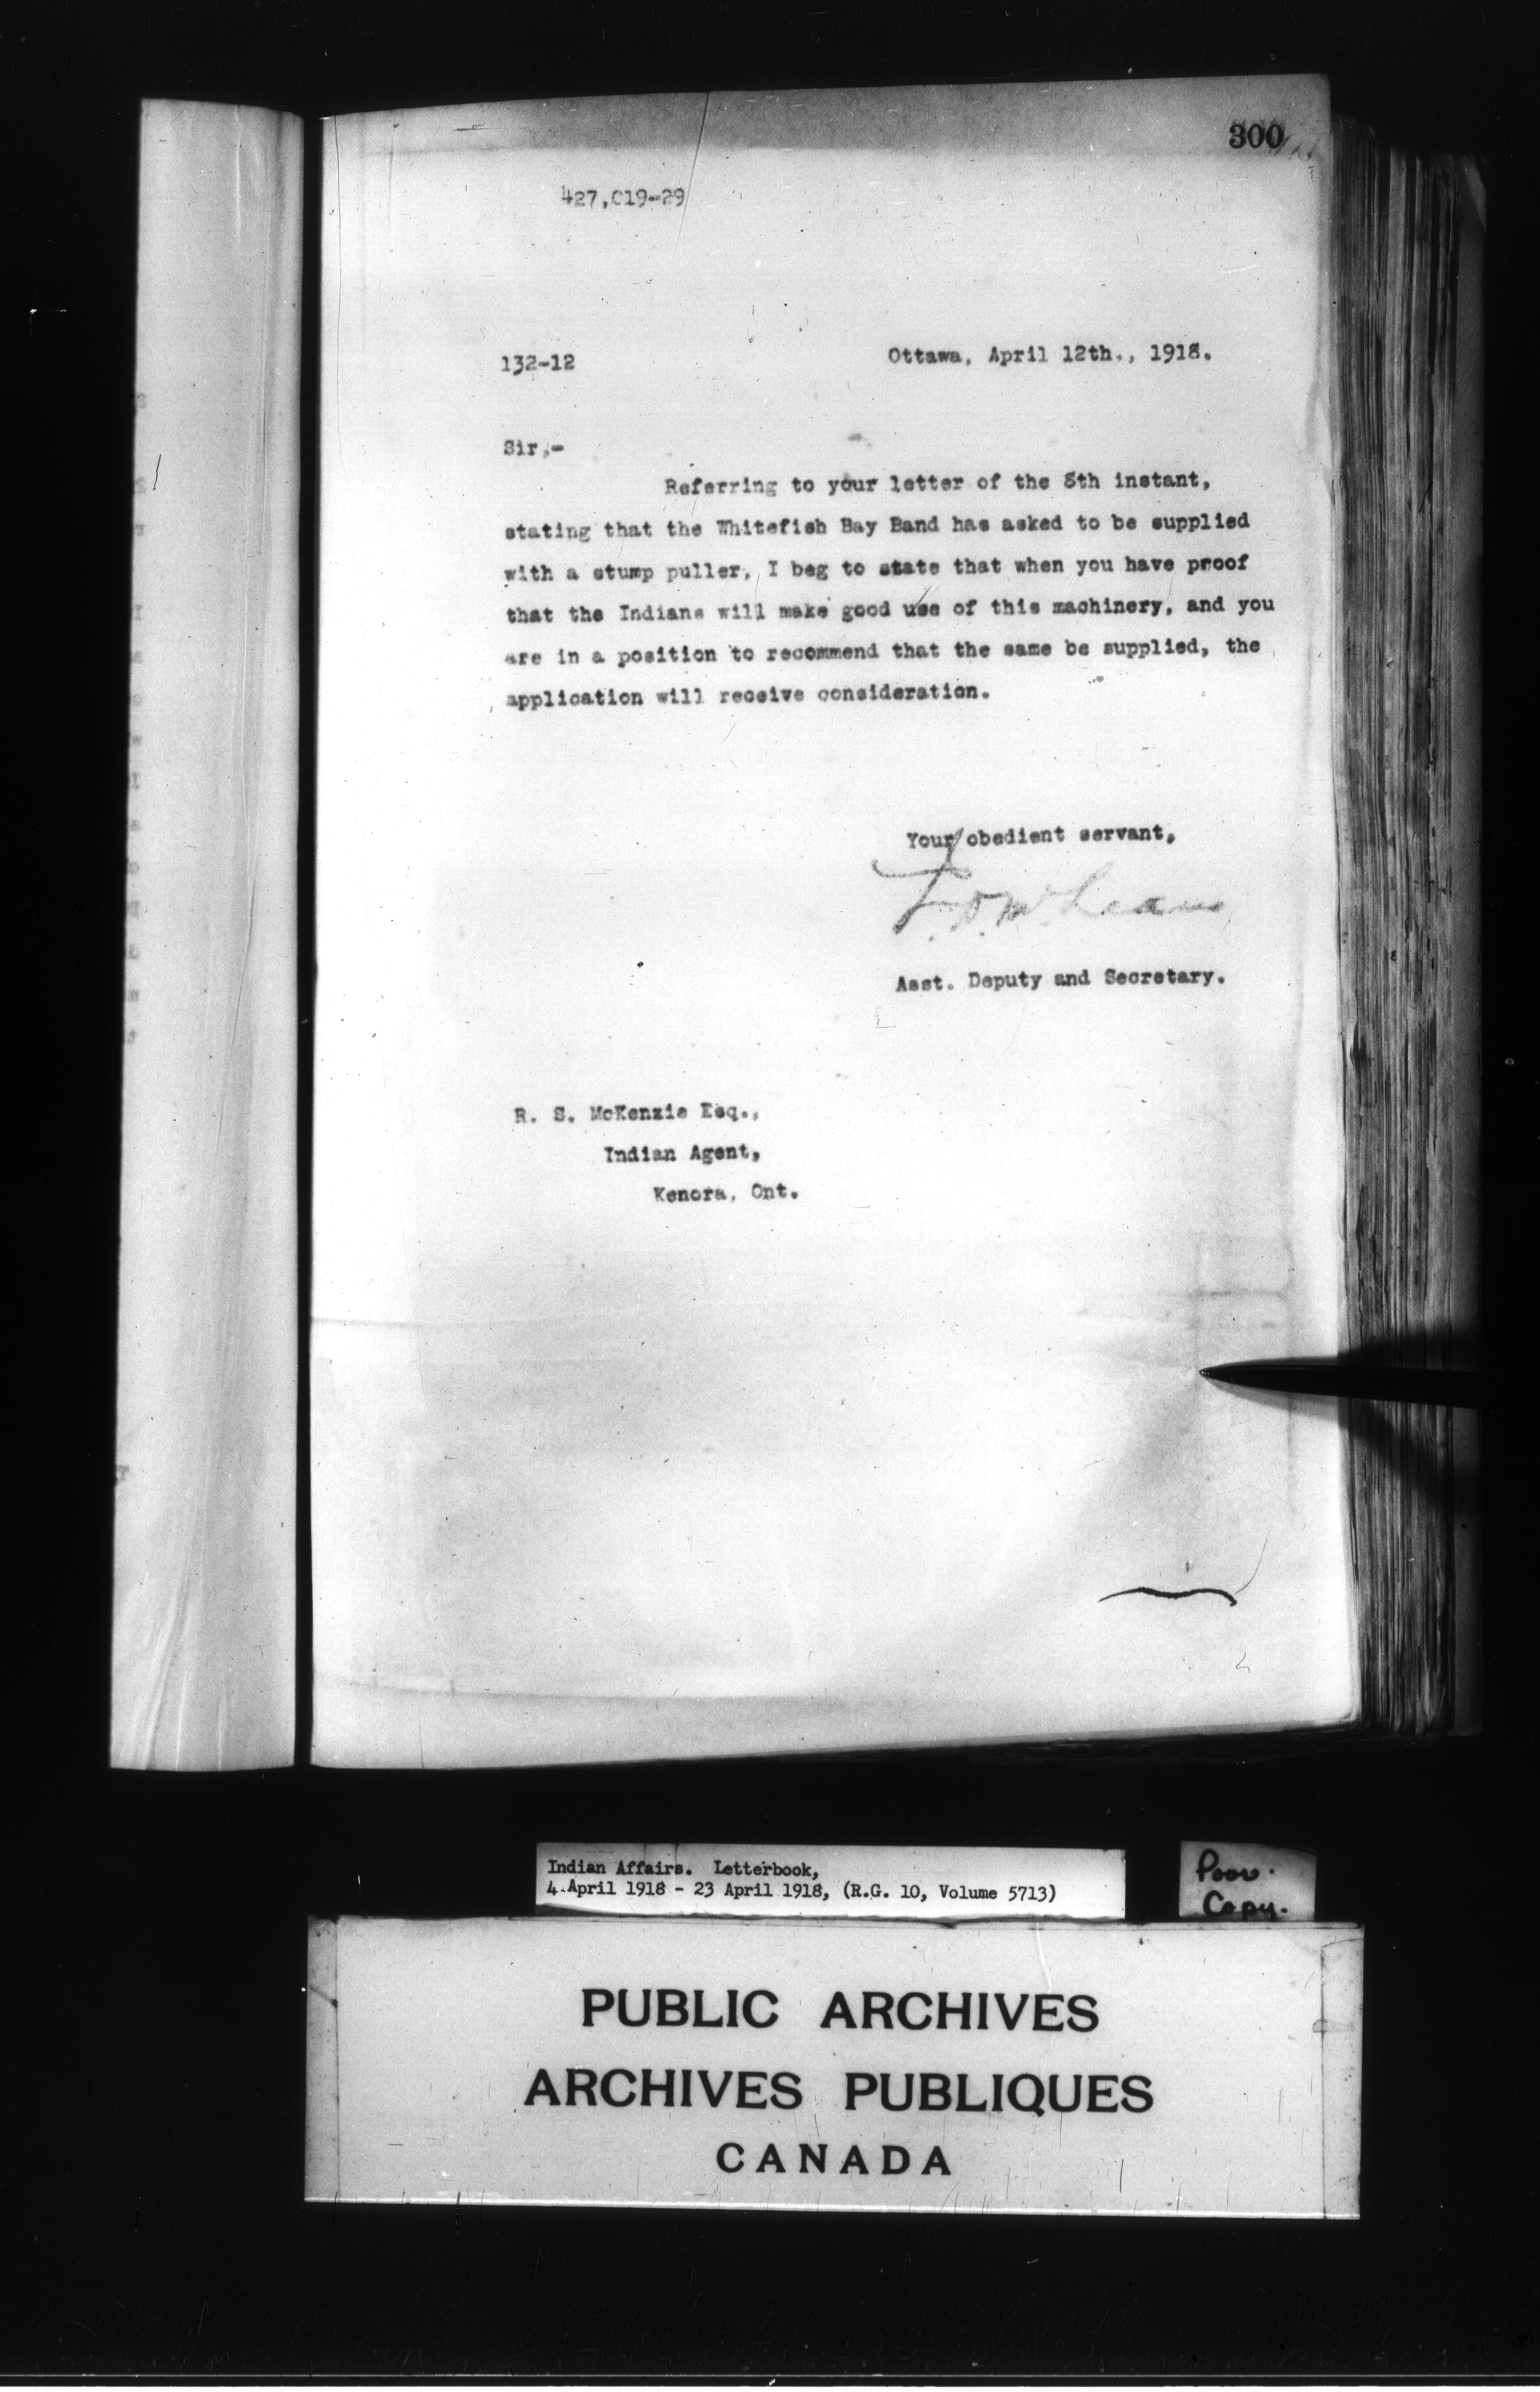 300
427,019-29
132-12
Ottawa, April 12th., 1918.
Sir,-
Referring to your letter of the 8th instant,
stating that the Whitefish Bay Band has asked to be supplied
with a stump puller, I beg to state that when you have proof
that the Indians will make good use of this machinery, and you
are in a position to recommend that the same be supplied, the
application will receive consideration.
Your obedient servant,
Asst. Deputy and Secretary.
R. S. McKenzie Esq.,
Indian Agent,
Kenora, Ont.
Indian Affairs. Letterbook,
4 April 1918 - 23 April 1918, (R.G. 10, Volume 5713)
Poor
Copy.
PUBLIC ARCHIVES
ARCHIVES PUBLIQUES
CANADA